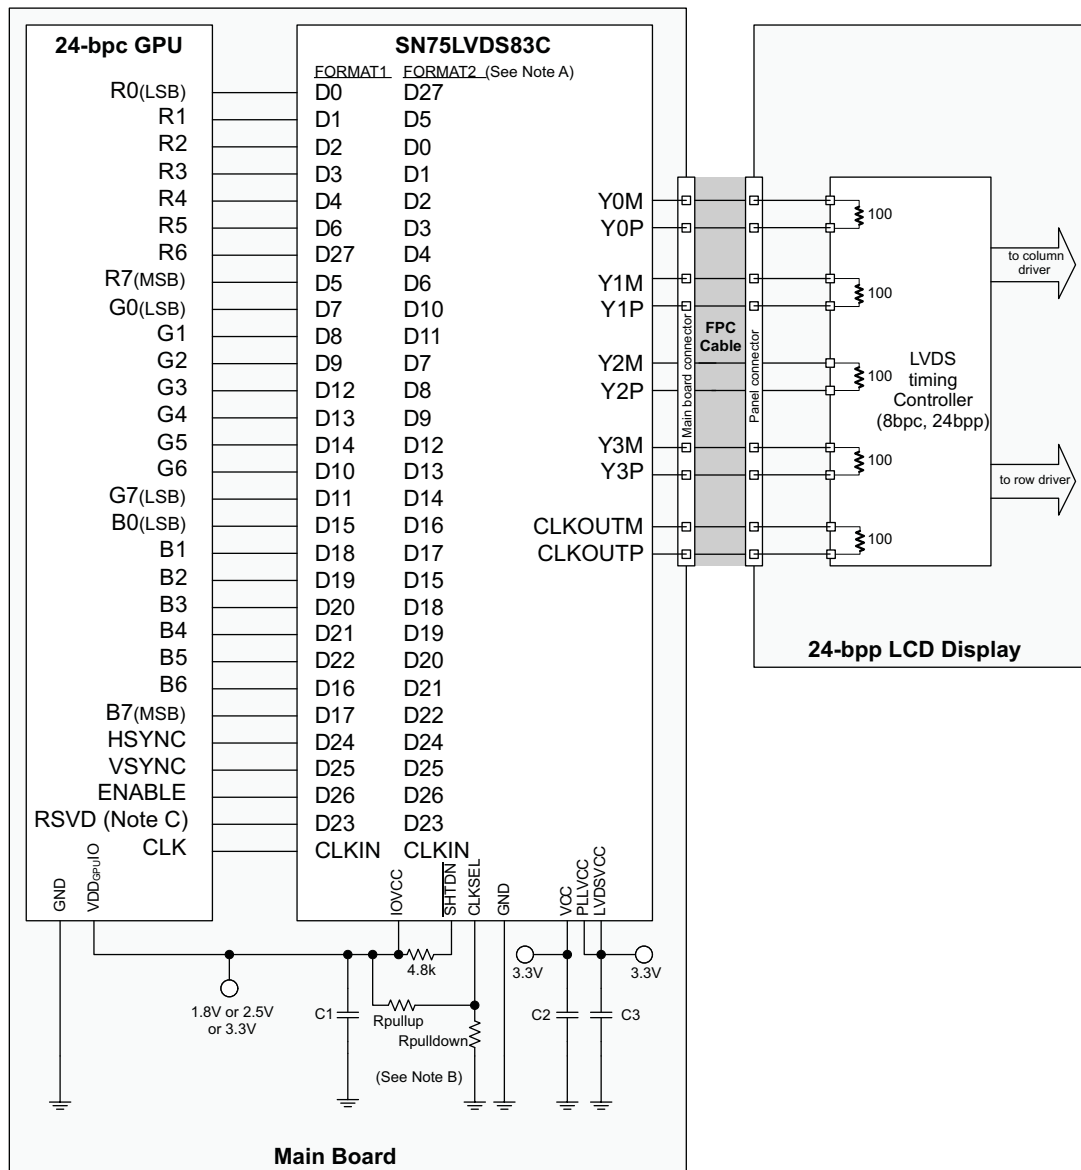 24-bpc GPU
SN75LVDS83C
FORMAT1 FORMAT2 (See Note A)
R0(LSB) D0 D27
R1 D1 D5
R2 D2 D0
R3 D3 D1
R4 D4 D2
R5 D6 D3
R6 D27 D4
R7(MSB) D5 D6
G0(LSB) D7 D10
G1 D8 D11
G2 D9 D7
G3 D12 D8
G4 D13 D9
G5 D14 D12
G6 D10 D13
G7(LSB) D11 D14
B0(LSB) D15 D16
B1 D18 D17
B2 D19 D15
B3 D20 D18
B4 D21 D19
B5 D22 D20
B6 D16 D21
B7(MSB) D17 D22
HSYNC D24 D24
VSYNC D25 D25
ENABLE D26 D26
RSVD (Note C) D23 D23
CLK CLKIN CLKIN
Y0M
Y0P
Y1M
Y1P
Y2M
Y2P
Y3M
Y3P
CLKOUTM
CLKOUTP
Main board connector
FPC
Cable
Panel connector
100
100
100
100
100
LVDS
timing
Controller
(8bpc, 24bpp)
to column
driver
to row driver
24-bpp LCD Display
GND
VDDGPUIO
IOVCC
SHTDN
CLKSEL
GND
VCC
PLLVCC
LVDSVCC
4.8k
3.3V
3.3V
1.8V or 2.5V
or 3.3V
C1
Rpullup
Rpulldown
C2
C3
(See Note B)
Main Board